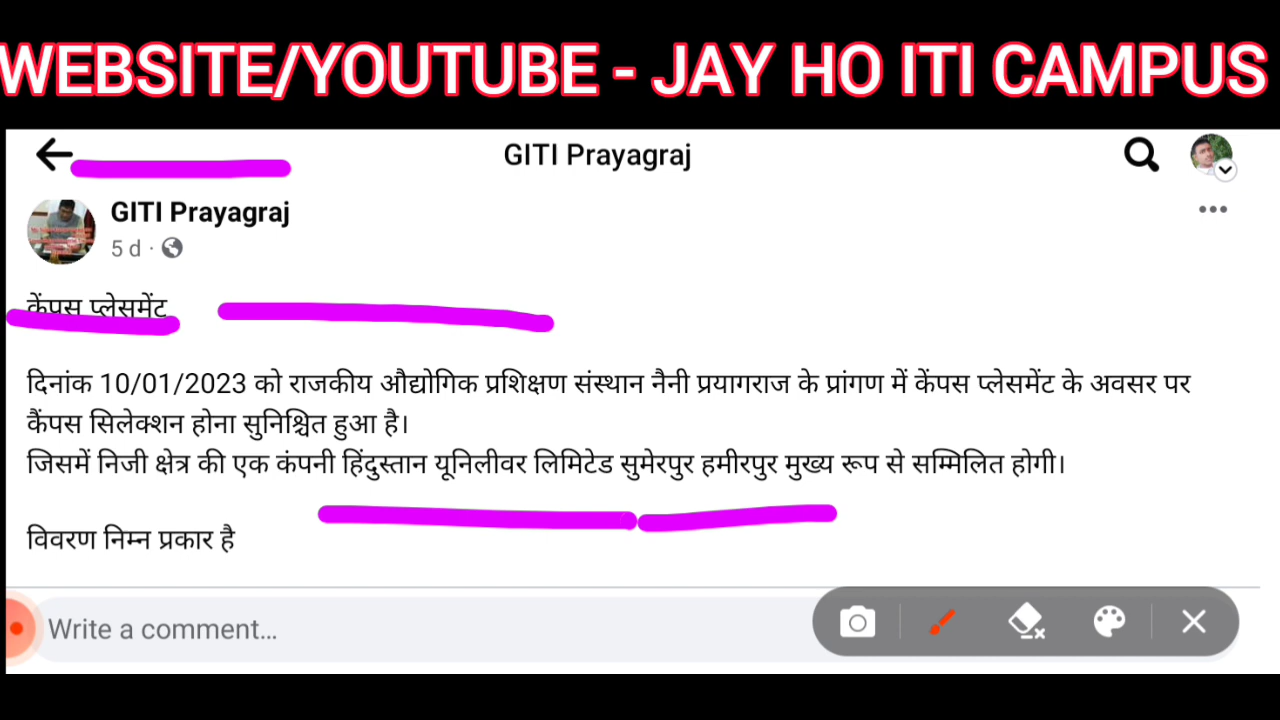 WEBSITE/YOUTUBE - JAY HO ITI CAMPUS
GITI Prayagraj
GITI Prayagraj
5 d ·
केंपस प्लेसमेंट
दिनांक 10/01/2023 को राजकीय औद्योगिक प्रशिक्षण संस्थान नैनी प्रयागराज के प्रांगण में केंपस प्लेसमेंट के अवसर पर
कैंपस सिलेक्शन होना सुनिश्चित हुआ है।
जिसमें निजी क्षेत्र की एक कंपनी हिंदुस्तान यूनिलीवर लिमिटेड सुमेरपुर हमीरपुर मुख्य रूप से सम्मिलित होगी।
विवरण निम्न प्रकार है
Write a comment...